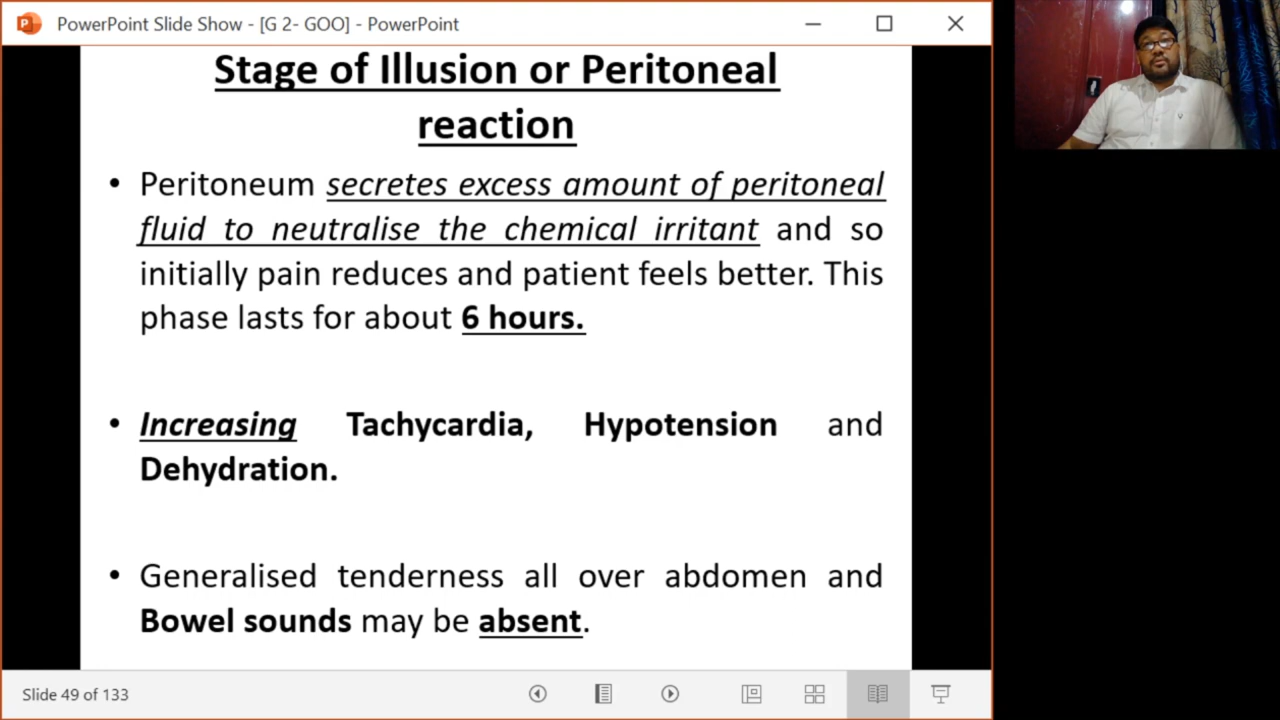 PowerPoint Slide Show - [G 2- GOO] - PowerPoint
Stage of Illusion or Peritoneal
reaction
• Peritoneum secretes excess amount of peritoneal
fluid to neutralise the chemical irritant and so
initially pain reduces and patient feels better. This
phase lasts for about 6 hours.
• Increasing Tachycardia, Hypotension and
Dehydration.
• Generalised tenderness all over abdomen and
Bowel sounds may be absent.
Slide 49 of 133